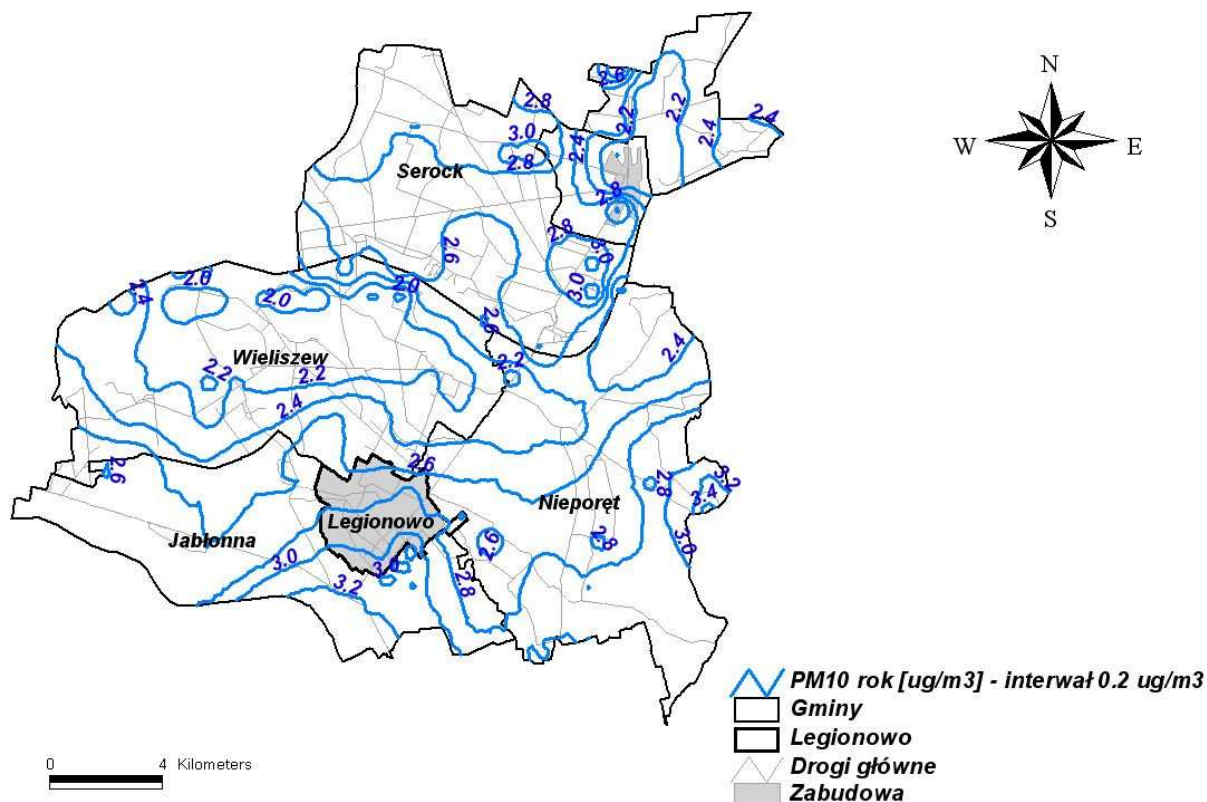 2.6
2.8
2.2
2.2
2.4
2.4
3.0
2.4
2.8
Serock
2.8
2.8
2.6
3.0
3.0
2.0
2.4
2.0
2.0
2.6
Wieliszew
2.2
2.2
2.2
2.4
2.4
2.6
2.6
2.8
3.2
3.4
Nieporęt
Legionowo
Jabłonna
2.6
2.8
3.0
3.0
3.0
3.2
2.8
N
W
E
S
PM10 rok [ug/m3] - interwał 0.2 ug/m3
Gminy
Legionowo
Drogi główne
Zabudowa
0 4 Kilometers